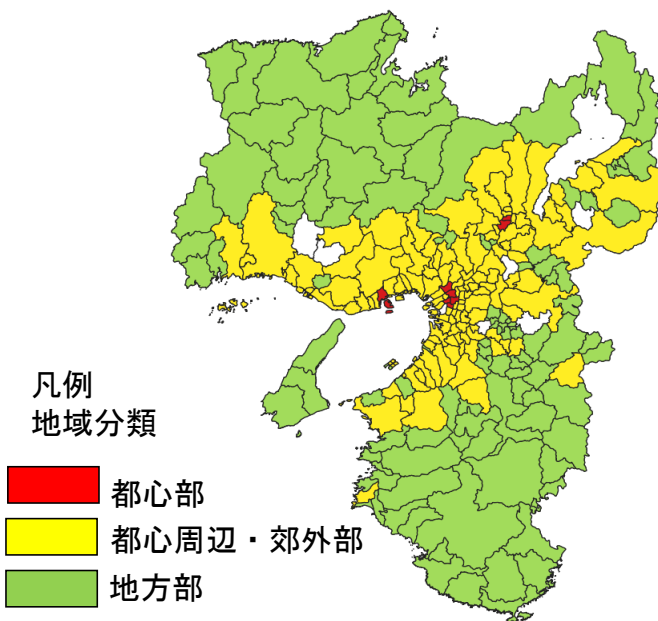 凡例
地域分類
都心部
都心周辺・郊外部
地方部